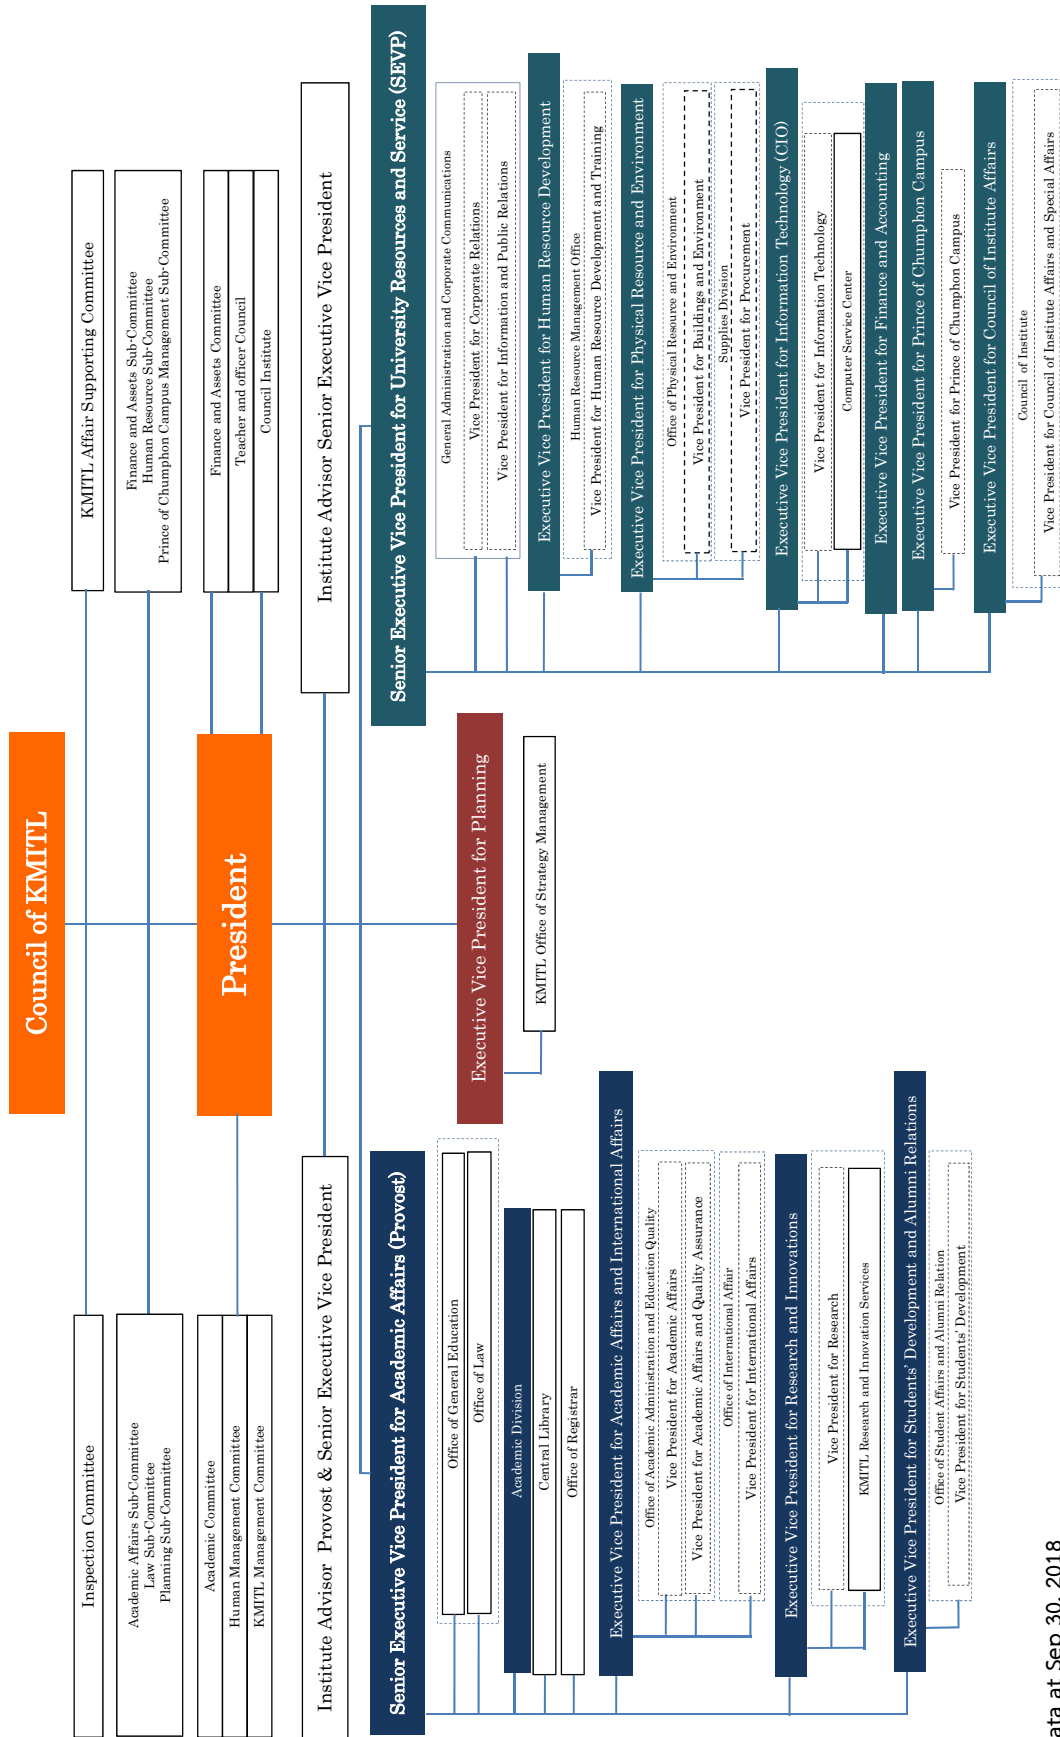 Council of KMITL
Inspection Committee
KMITL Affair Supporting Committee
Academic Affairs Sub-Committee
Law Sub-Committee
Planning Sub-Committee
Finance and Assets Sub-Committee
Human Resource Sub-Committee
Prince of Chumphon Campus Management Sub-Committee
President
Academic Committee
Human Management Committee
KMITL Management Committee
Finance and Assets Committee
Teacher and officer Council
Council Institute
Institute Advisor Provost & Senior Executive Vice President
Institute Advisor Senior Executive Vice President
Senior Executive Vice President for Academic Affairs (Provost)
Office of General Education
Office of Law
Academic Division
Central Library
Office of Registrar
Executive Vice President for Academic Affairs and International Affairs
Office of Academic Administration and Education Quality
Vice President for Academic Affairs
Vice President for Academic Affairs and Quality Assurance
Office of International Affair
Vice President for International Affairs
Executive Vice President for Research and Innovations
Vice President for Research
KMITL Research and Innovation Services
Executive Vice President for Students' Development and Alumni Relations
Office of Student Affairs and Alumni Relation
Vice President for Students' Development
Executive Vice President for Planning
KMITL Office of Strategy Management
Senior Executive Vice President for University Resources and Service (SEVP)
General Administration and Corporate Communications
Vice President for Corporate Relations
Vice President for Information and Public Relations
Executive Vice President for Human Resource Development
Human Resource Management Office
Vice President for Human Resource Development and Training
Executive Vice President for Physical Resource and Environment
Office of Physical Resource and Environment
Vice President for Buildings and Environment
Supplies Division
Vice President for Procurement
Executive Vice President for Information Technology (CIO)
Vice President for Information Technology
Computer Service Center
Executive Vice President for Finance and Accounting
Executive Vice President for Prince of Chumphon Campus
Vice President for Prince of Chumphon Campus
Executive Vice President for Council of Institute Affairs
Council of Institute
Vice President for Council of Institute Affairs and Special Affairs
ata at Sep 30, 2018